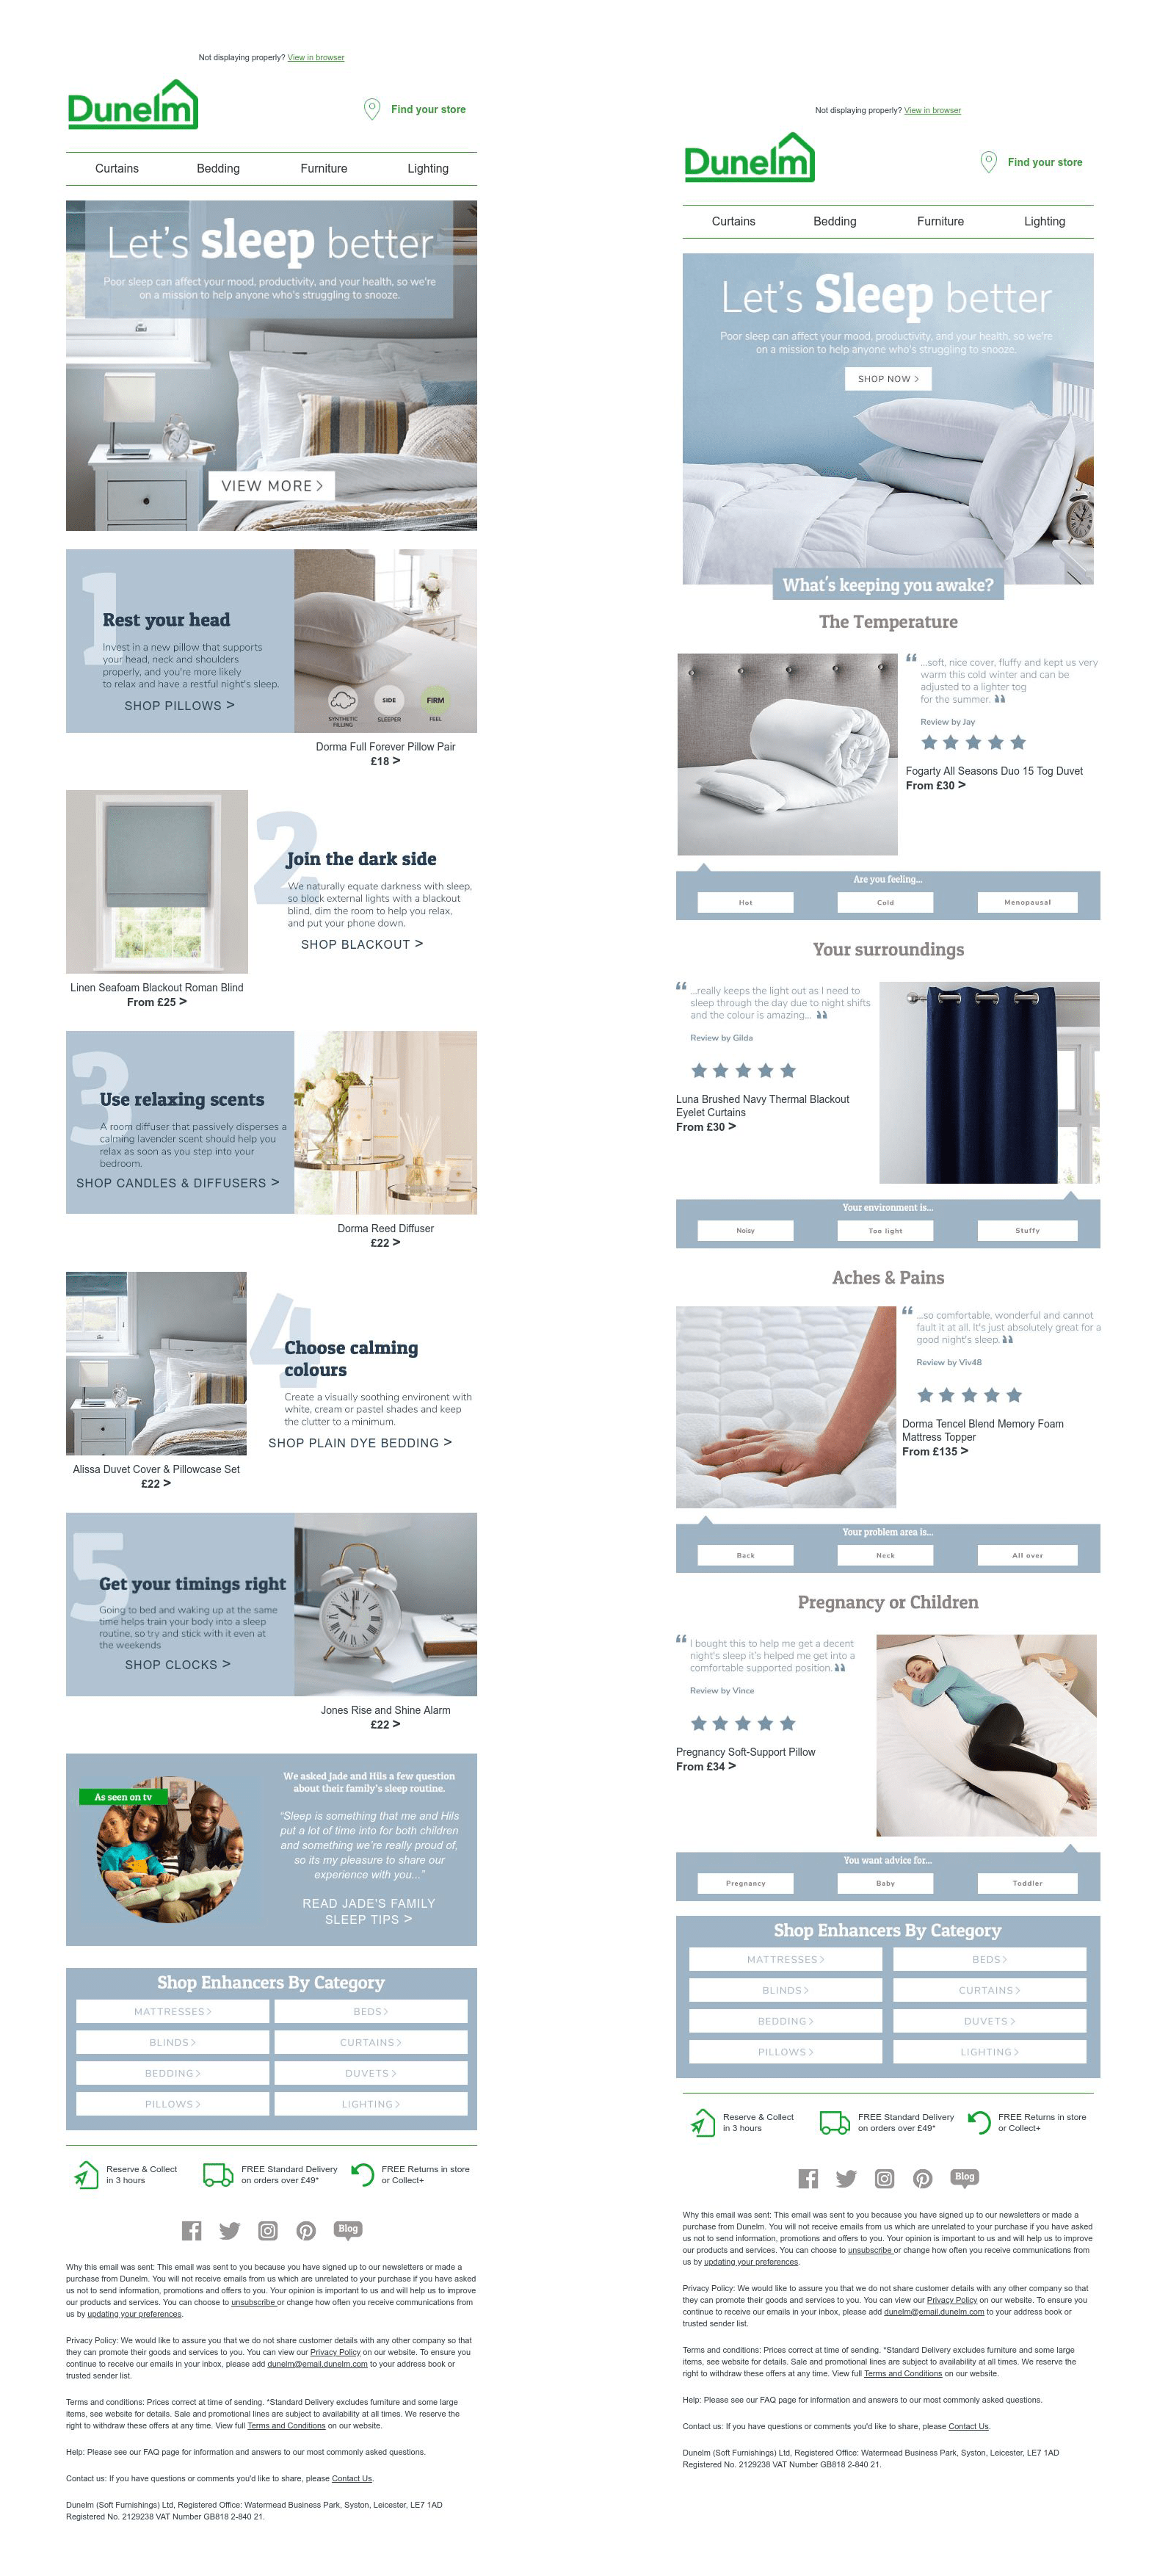 Not displaying properly? View in browser
Dunelm
Find your store
Curtains Bedding Furniture Lighting
Let's sleep better
Poor sleep can affect your mood, productivity, and your health, so we're
on a mission to help anyone who's struggling to snooze.
VIEW MORE >
1
Rest your head
Invest in a new pillow that supports
your head, neck and shoulders
properly, and you're more likely
to relax and have a restful night's sleep.
SHOP PILLOWS >
SYNTHETIC
FILLING
SIDE
SLEEPER
FIRM
FEEL
Dorma Full Forever Pillow Pair
£18 >
2
Join the dark side
We naturally equate darkness with sleep,
so block external lights with a blackout
blind, dim the room to help you relax,
and put your phone down.
SHOP BLACKOUT >
Linen Seafoam Blackout Roman Blind
From £25 >
3
Use relaxing scents
A room diffuser that passively disperses a
calming lavender scent should help you
relax as soon as you step into your
bedroom.
SHOP CANDLES & DIFFUSERS >
Dorma Reed Diffuser
£22 >
4
Choose calming
colours
Create a visually soothing environent with
white, cream or pastel shades and keep
the clutter to a minimum.
SHOP PLAIN DYE BEDDING >
Alissa Duvet Cover & Pillowcase Set
£22 >
5
Get your timings right
Going to bed and waking up at the same
time helps train your body into a sleep
routine, so try and stick with it even at
the weekends
SHOP CLOCKS >
Jones Rise and Shine Alarm
£22 >
As seen on tv
We asked Jade and Hils a few question
about their family's sleep routine.
"Sleep is something that me and Hils
put a lot of time into for both children
and something we're really proud of,
so its my pleasure to share our
experience with you..."
READ JADE'S FAMILY
SLEEP TIPS >
Shop Enhancers By Category
MATTRESSES > BEDS >
BLINDS > CURTAINS >
BEDDING > DUVETS >
PILLOWS > LIGHTING >
Reserve & Collect
in 3 hours
FREE Standard Delivery
on orders over £49*
FREE Returns in store
or Collect+
Blog
Why this email was sent: This email was sent to you because you have signed up to our newsletters or made a
purchase from Dunelm. You will not receive emails from us which are unrelated to your purchase if you have asked
us not to send information, promotions and offers to you. Your opinion is important to us and will help us to improve
our products and services. You can choose to unsubscribe or change how often you receive communications from
us by updating your preferences.
Privacy Policy: We would like to assure you that we do not share customer details with any other company so that
they can promote their goods and services to you. You can view our Privacy Policy on our website. To ensure you
continue to receive our emails in your inbox, please add dunelm@email.dunelm.com to your address book or
trusted sender list.
Terms and conditions: Prices correct at time of sending. *Standard Delivery excludes furniture and some large
items, see website for details. Sale and promotional lines are subject to availability at all times. We reserve the
right to withdraw these offers at any time. View full Terms and Conditions on our website.
Help: Please see our FAQ page for information and answers to our most commonly asked questions.
Contact us: If you have questions or comments you'd like to share, please Contact Us.
Dunelm (Soft Furnishings) Ltd, Registered Office: Watermead Business Park, Syston, Leicester, LE7 1AD
Registered No. 2129238 VAT Number GB818 2-840 21.
Not displaying properly? View in browser
Dunelm
Find your store
Curtains Bedding Furniture Lighting
Let's Sleep better
Poor sleep can affect your mood, productivity, and your health, so we're
on a mission to help anyone who's struggling to snooze.
SHOP NOW >
What's keeping you awake?
The Temperature
"...soft, nice cover, fluffy and kept us very
warm this cold winter and can be
adjusted to a lighter tog
for the summer."
Review by Jay
Fogarty All Seasons Duo 15 Tog Duvet
From £30 >
Are you feeling...
Hot Cold Menopausal
Your surroundings
"...really keeps the light out as I need to
sleep through the day due to night shifts
and the colour is amazing..."
Review by Gilda
Luna Brushed Navy Thermal Blackout
Eyelet Curtains
From £30 >
Your environment is...
Noisy Too light Stuffy
Aches & Pains
"...so comfortable, wonderful and cannot
fault it at all. It's just absolutely great for a
good night's sleep."
Review by Viv48
Dorma Tencel Blend Memory Foam
Mattress Topper
From £135 >
Your problem area is...
Back Neck All over
Pregnancy or Children
"I bought this to help me get a decent
night's sleep it's helped me get into a
comfortable supported position."
Review by Vince
Pregnancy Soft-Support Pillow
From £34 >
You want advice for...
Pregnancy Baby Toddler
Shop Enhancers By Category
MATTRESSES > BEDS >
BLINDS > CURTAINS >
BEDDING > DUVETS >
PILLOWS > LIGHTING >
Reserve & Collect
in 3 hours
FREE Standard Delivery
on orders over £49*
FREE Returns in store
or Collect+
Blog
Why this email was sent: This email was sent to you because you have signed up to our newsletters or made a
purchase from Dunelm. You will not receive emails from us which are unrelated to your purchase if you have asked
us not to send information, promotions and offers to you. Your opinion is important to us and will help us to improve
our products and services. You can choose to unsubscribe or change how often you receive communications from
us by updating your preferences.
Privacy Policy: We would like to assure you that we do not share customer details with any other company so that
they can promote their goods and services to you. You can view our Privacy Policy on our website. To ensure you
continue to receive our emails in your inbox, please add dunelm@email.dunelm.com to your address book or
trusted sender list.
Terms and conditions: Prices correct at time of sending. *Standard Delivery excludes furniture and some large
items, see website for details. Sale and promotional lines are subject to availability at all times. We reserve the
right to withdraw these offers at any time. View full Terms and Conditions on our website.
Help: Please see our FAQ page for information and answers to our most commonly asked questions.
Contact us: If you have questions or comments you'd like to share, please Contact Us.
Dunelm (Soft Furnishings) Ltd, Registered Office: Watermead Business Park, Syston, Leicester, LE7 1AD
Registered No. 2129238 VAT Number GB818 2-840 21.